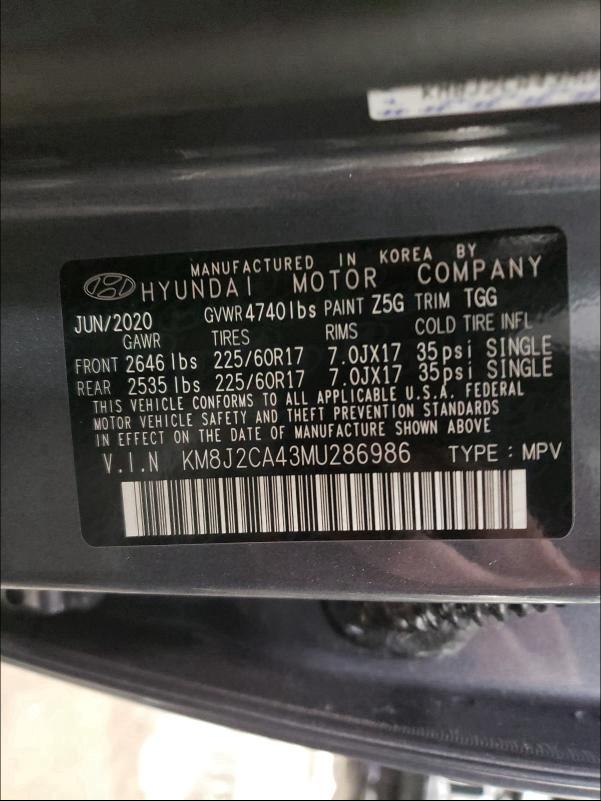 MANUFACTURED IN KOREA BY
HYUNDAI MOTOR COMPANY
JUN/2020 GVWR 4740 lbs PAINT Z5G TRIM TGG
GAWR TIRES RIMS COLD TIRE INFL
FRONT 2646 lbs 225/60R17 7.0JX17 35psi SINGLE
REAR 2535 lbs 225/60R17 7.0JX17 35psi SINGLE
THIS VEHICLE CONFORMS TO ALL APPLICABLE U.S.A. FEDERAL
MOTOR VEHICLE SAFETY AND THEFT PREVENTION STANDARDS
IN EFFECT ON THE DATE OF MANUFACTURE SHOWN ABOVE
V.I.N KM8J2CA43MU286986 TYPE : MPV